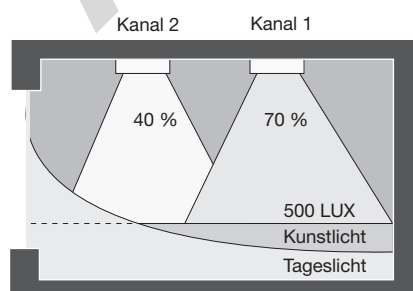 Kanal 2 Kanal 1
40 % 70 %
500 LUX
Kunstlicht
Tageslicht